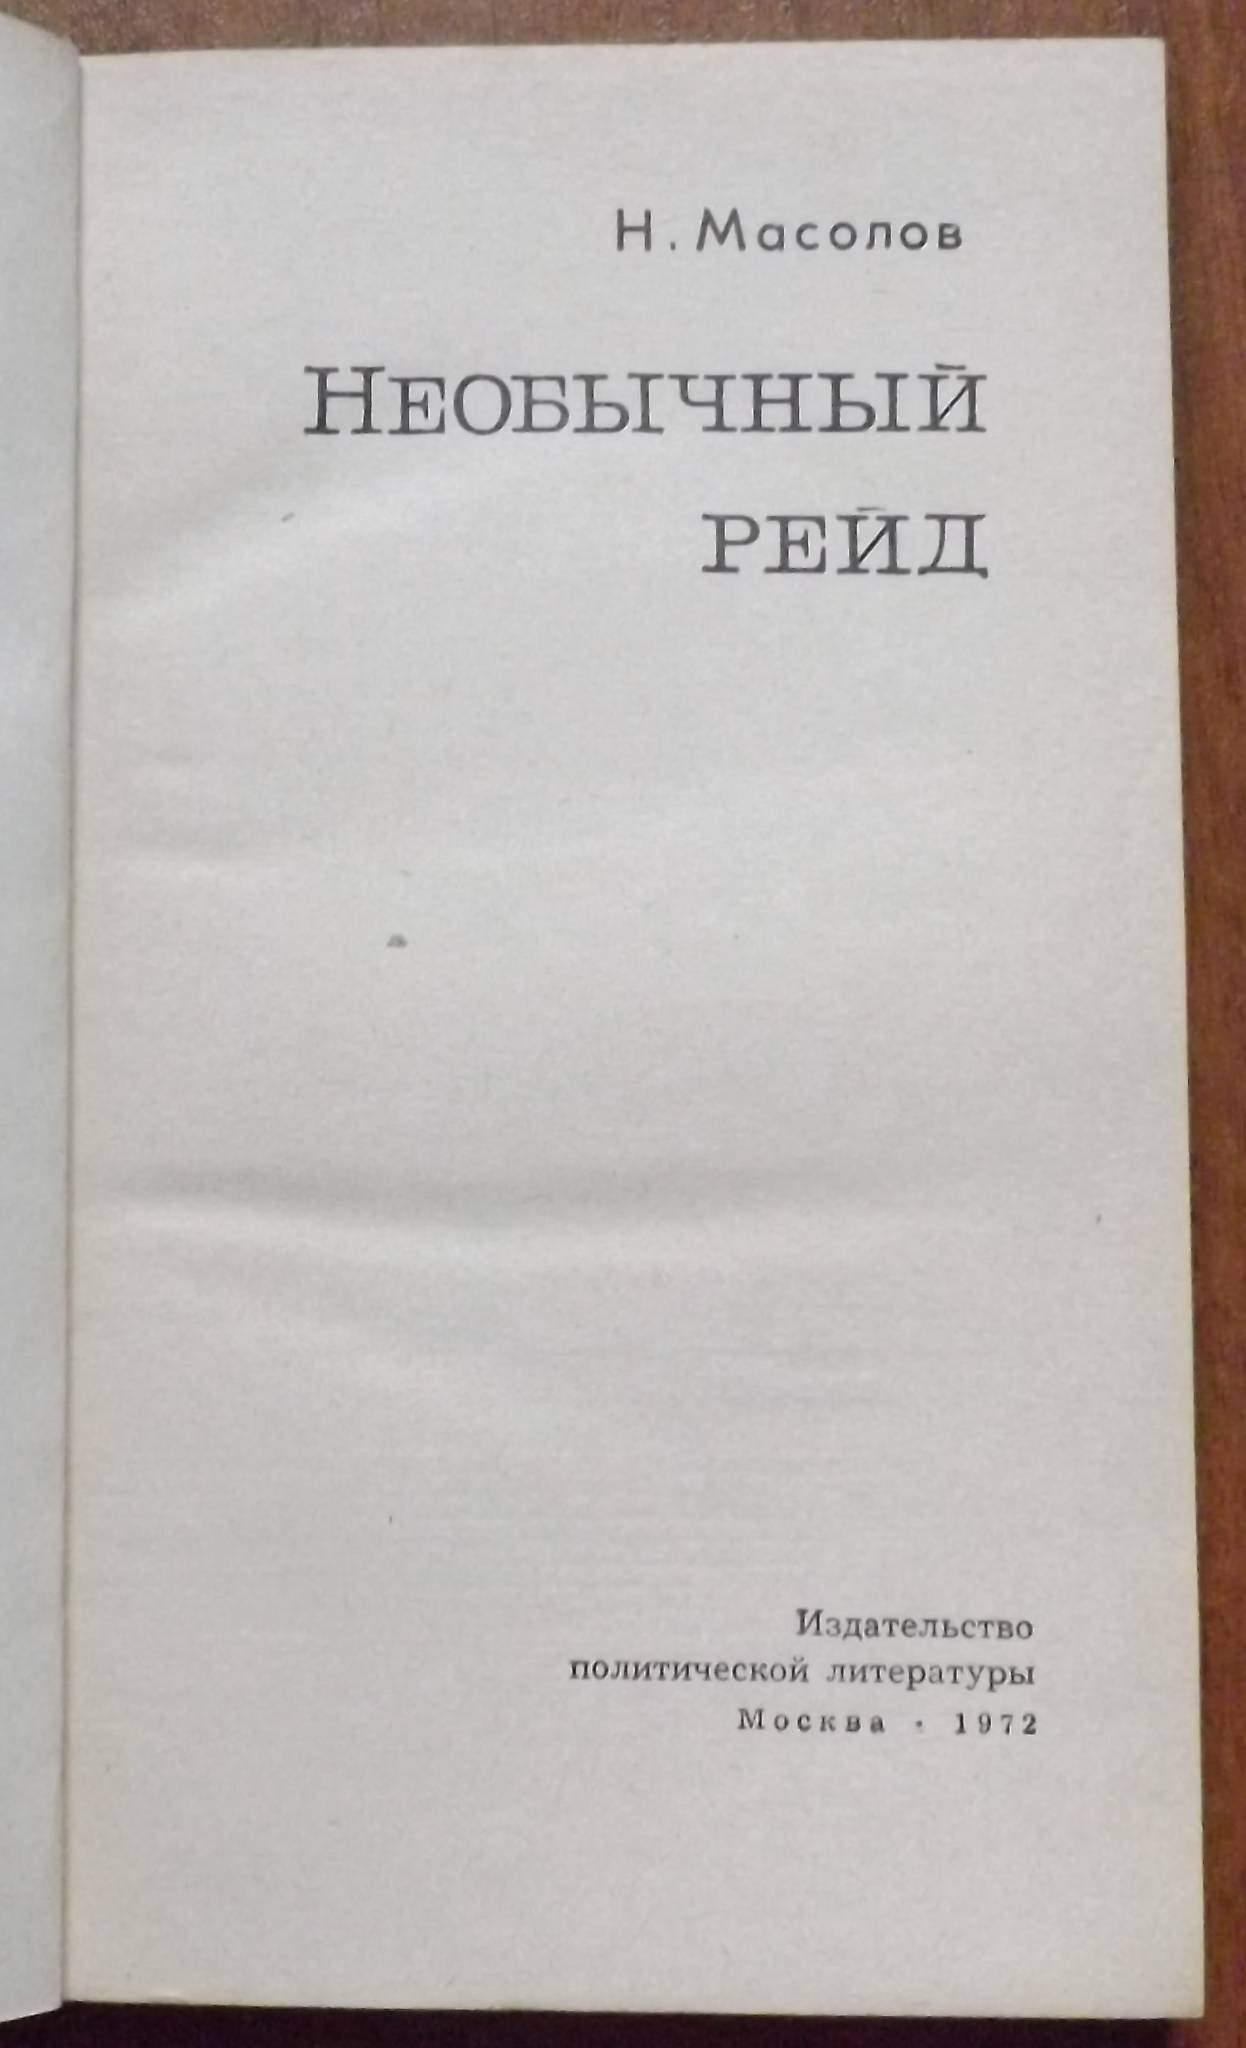 Н. Масолов
Необычный
рейд
Издательство
политической литературы
Москва · 1972